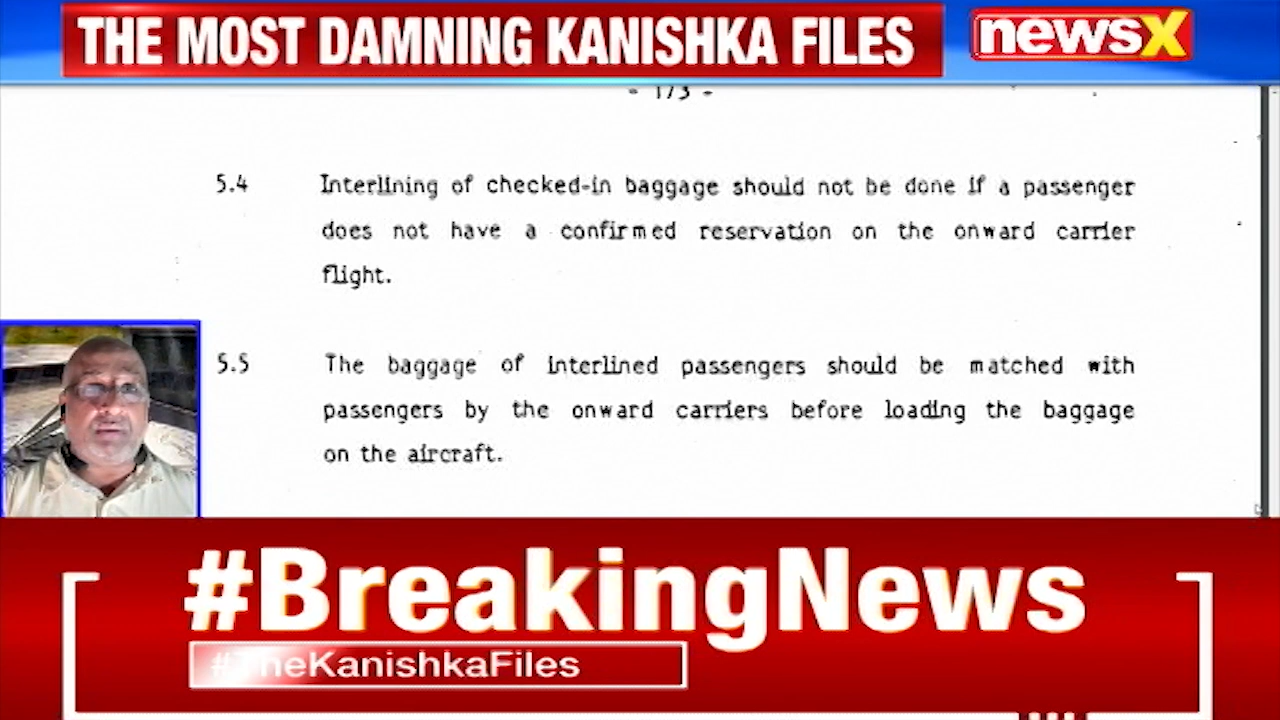 THE MOST DAMNING KANISHKA FILES
newsX
- 173 -
5.4 Interlining of checked-in baggage should not be done if a passenger
does not have a confirmed reservation on the onward carrier
flight.
5.5 The baggage of interlined passengers should be matched with
passengers by the onward carriers before loading the baggage
on the aircraft.
#BreakingNews
#TheKanishkaFiles